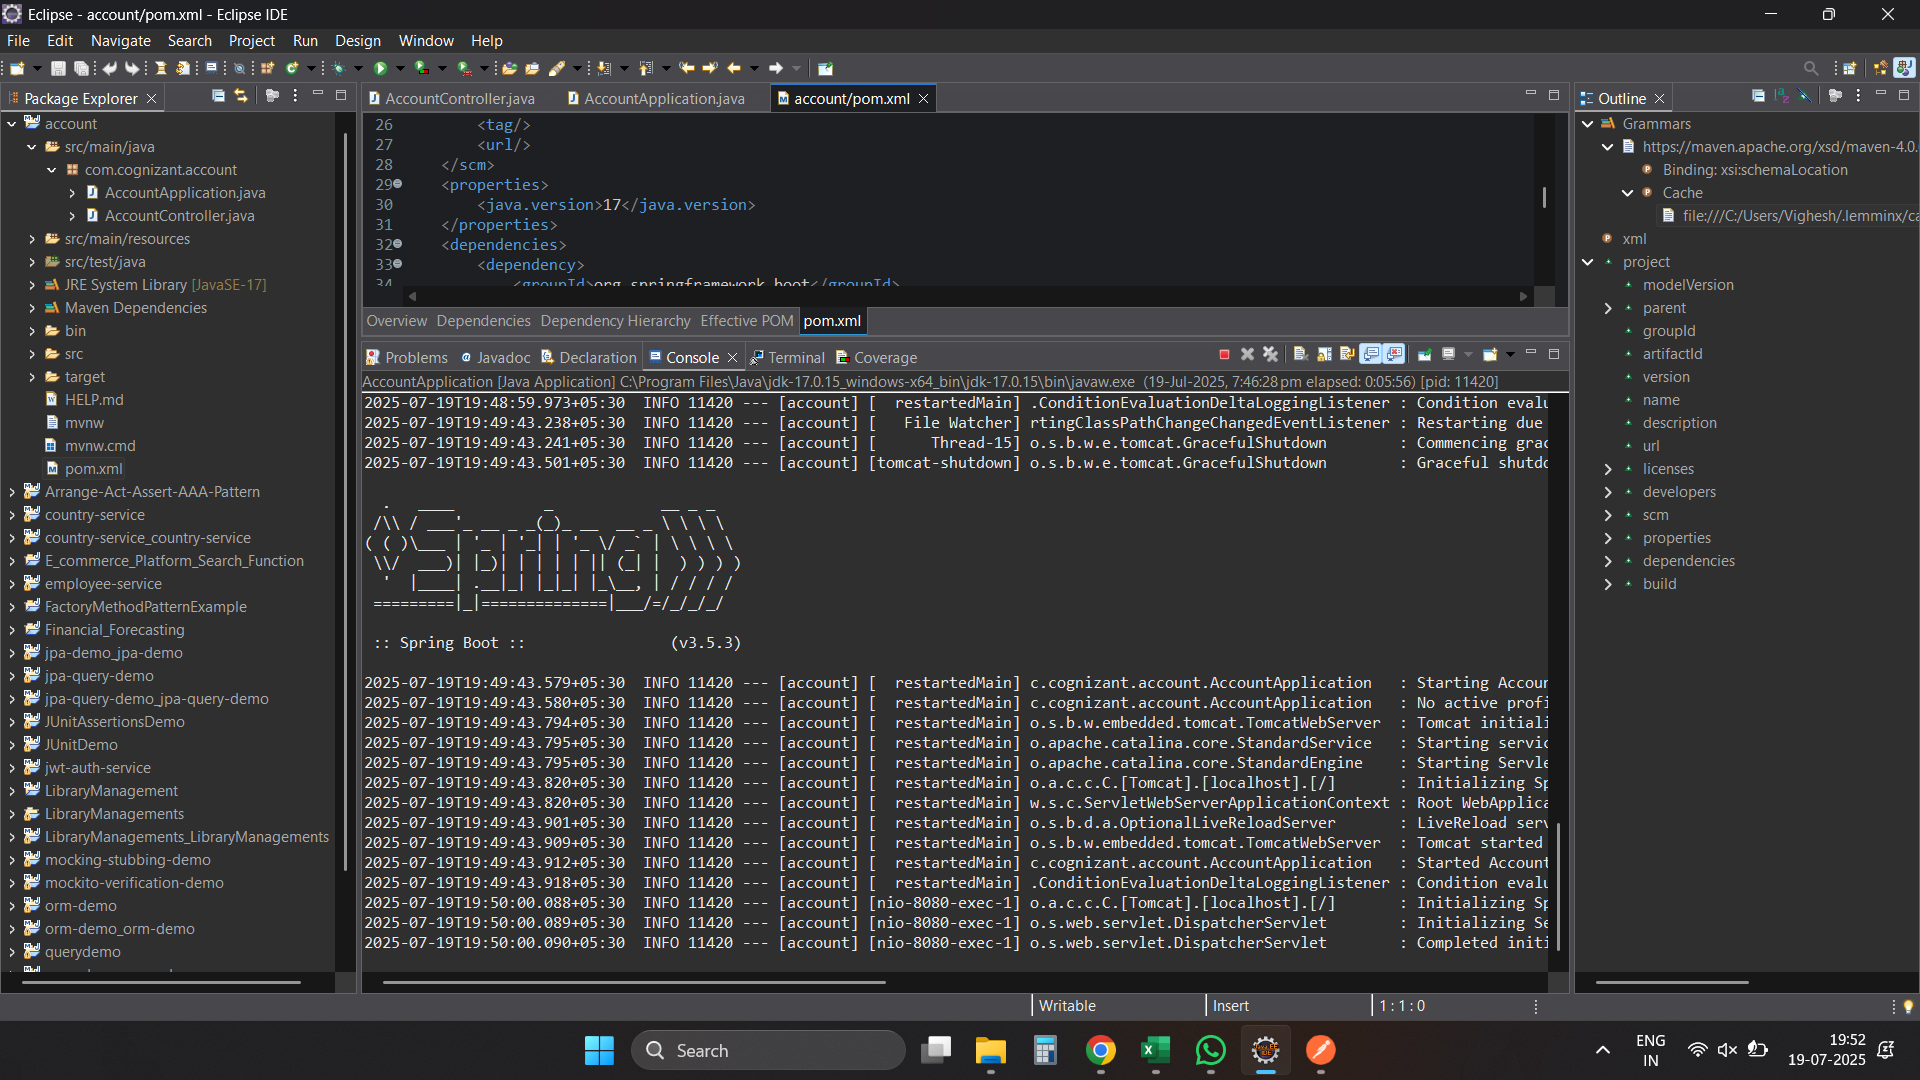 Eclipse - account/pom.xml - Eclipse IDE
File Edit Navigate Search Project Run Design Window Help
Package Explorer
account
src/main/java
com.cognizant.account
AccountApplication.java
AccountController.java
src/main/resources
src/test/java
JRE System Library [JavaSE-17]
Maven Dependencies
bin
src
target
HELP.md
mvnw
mvnw.cmd
pom.xml
Arrange-Act-Assert-AAA-Pattern
country-service
country-service_country-service
E_commerce_Platform_Search_Function
employee-service
FactoryMethodPatternExample
Financial_Forecasting
jpa-demo_jpa-demo
jpa-query-demo
jpa-query-demo_jpa-query-demo
JUnitAssertionsDemo
JUnitDemo
jwt-auth-service
LibraryManagement
LibraryManagements
LibraryManagements_LibraryManagements
mocking-stubbing-demo
mockito-verification-demo
orm-demo
orm-demo_orm-demo
querydemo
AccountController.java AccountApplication.java account/pom.xml
26 <tag/>
27 <url/>
28 </scm>
29 <properties>
30 <java.version>17</java.version>
31 </properties>
32 <dependencies>
33 <dependency>
34 <groupId>org.springframework.boot</groupId>
Overview Dependencies Dependency Hierarchy Effective POM pom.xml
Problems Javadoc Declaration Console Terminal Coverage
AccountApplication [Java Application] C:\Program Files\Java\jdk-17.0.15_windows-x64_bin\jdk-17.0.15\bin\javaw.exe (19-Jul-2025, 7:46:28 pm elapsed: 0:05:56) [pid: 11420]
2025-07-19T19:48:59.973+05:30 INFO 11420 --- [account] [ restartedMain] .ConditionEvaluationDeltaLoggingListener : Condition evalu
2025-07-19T19:49:43.238+05:30 INFO 11420 --- [account] [ File Watcher] rtingClassPathChangeChangedEventListener : Restarting due
2025-07-19T19:49:43.241+05:30 INFO 11420 --- [account] [ Thread-15] o.s.b.w.e.tomcat.GracefulShutdown : Commencing grac
2025-07-19T19:49:43.501+05:30 INFO 11420 --- [account] [tomcat-shutdown] o.s.b.w.e.tomcat.GracefulShutdown : Graceful shutdo
Spring
:: Spring Boot :: (v3.5.3)
2025-07-19T19:49:43.579+05:30 INFO 11420 --- [account] [ restartedMain] c.cognizant.account.AccountApplication : Starting Accoun
2025-07-19T19:49:43.580+05:30 INFO 11420 --- [account] [ restartedMain] c.cognizant.account.AccountApplication : No active profi
2025-07-19T19:49:43.794+05:30 INFO 11420 --- [account] [ restartedMain] o.s.b.w.embedded.tomcat.TomcatWebServer : Tomcat initiali
2025-07-19T19:49:43.795+05:30 INFO 11420 --- [account] [ restartedMain] o.apache.catalina.core.StandardService : Starting servic
2025-07-19T19:49:43.795+05:30 INFO 11420 --- [account] [ restartedMain] o.apache.catalina.core.StandardEngine : Starting Servle
2025-07-19T19:49:43.820+05:30 INFO 11420 --- [account] [ restartedMain] o.a.c.c.C.[Tomcat].[localhost].[/] : Initializing Sp
2025-07-19T19:49:43.820+05:30 INFO 11420 --- [account] [ restartedMain] w.s.c.ServletWebServerApplicationContext : Root WebApplica
2025-07-19T19:49:43.901+05:30 INFO 11420 --- [account] [ restartedMain] o.s.b.d.a.OptionalLiveReloadServer : LiveReload serv
2025-07-19T19:49:43.909+05:30 INFO 11420 --- [account] [ restartedMain] o.s.b.w.embedded.tomcat.TomcatWebServer : Tomcat started
2025-07-19T19:49:43.912+05:30 INFO 11420 --- [account] [ restartedMain] c.cognizant.account.AccountApplication : Started Account
2025-07-19T19:49:43.918+05:30 INFO 11420 --- [account] [ restartedMain] .ConditionEvaluationDeltaLoggingListener : Condition evalu
2025-07-19T19:50:00.088+05:30 INFO 11420 --- [account] [nio-8080-exec-1] o.a.c.c.C.[Tomcat].[localhost].[/] : Initializing Sp
2025-07-19T19:50:00.089+05:30 INFO 11420 --- [account] [nio-8080-exec-1] o.s.web.servlet.DispatcherServlet : Initializing Se
2025-07-19T19:50:00.090+05:30 INFO 11420 --- [account] [nio-8080-exec-1] o.s.web.servlet.DispatcherServlet : Completed initi
Outline
Grammars
https://maven.apache.org/xsd/maven-4.0.
Binding: xsi:schemaLocation
Cache
file:///C:/Users/Vighesh/.lemminx/ca
xml
project
modelVersion
parent
groupId
artifactId
version
name
description
url
licenses
developers
scm
properties
dependencies
build
Writable Insert 1 : 1 : 0
Search
ENG
IN
19:52
19-07-2025